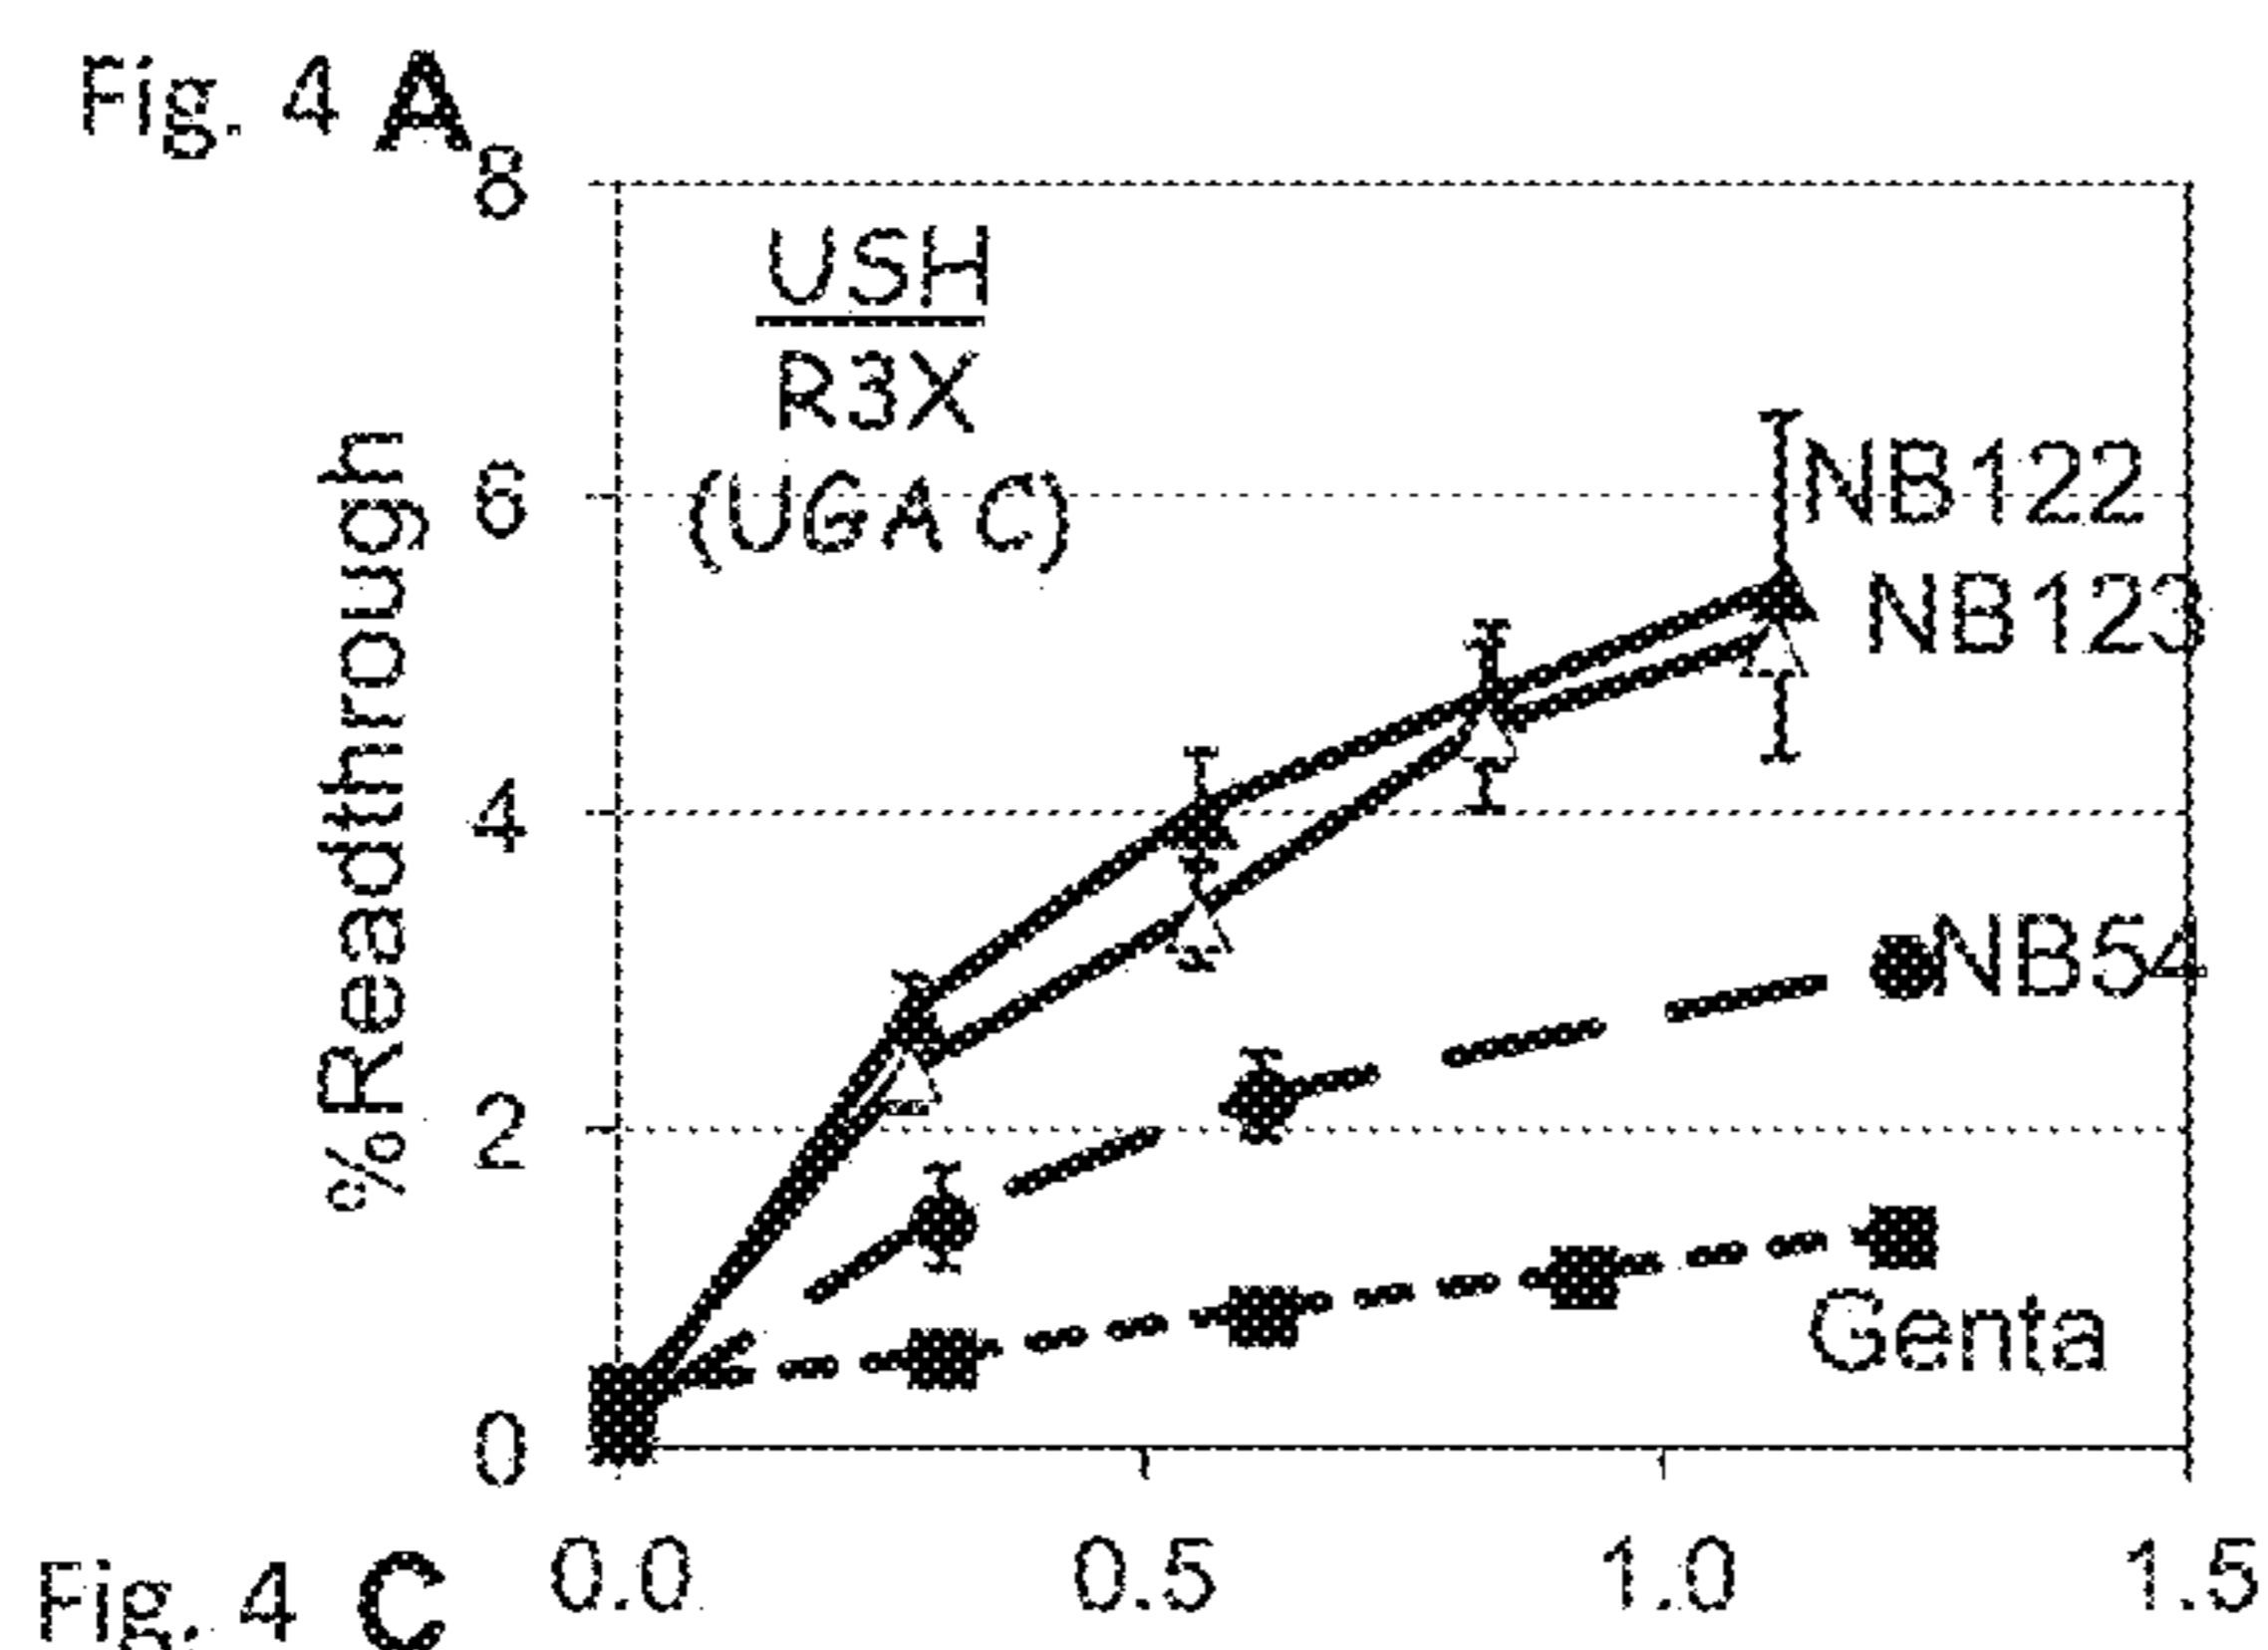 Fig. 4 A
8
USH
R3X
(UGA C)
6
NB122
NB123
% Readthrough
4
NB54
2
Genta
0
0.0 0.5 1.0 1.5
Fig. 4 C